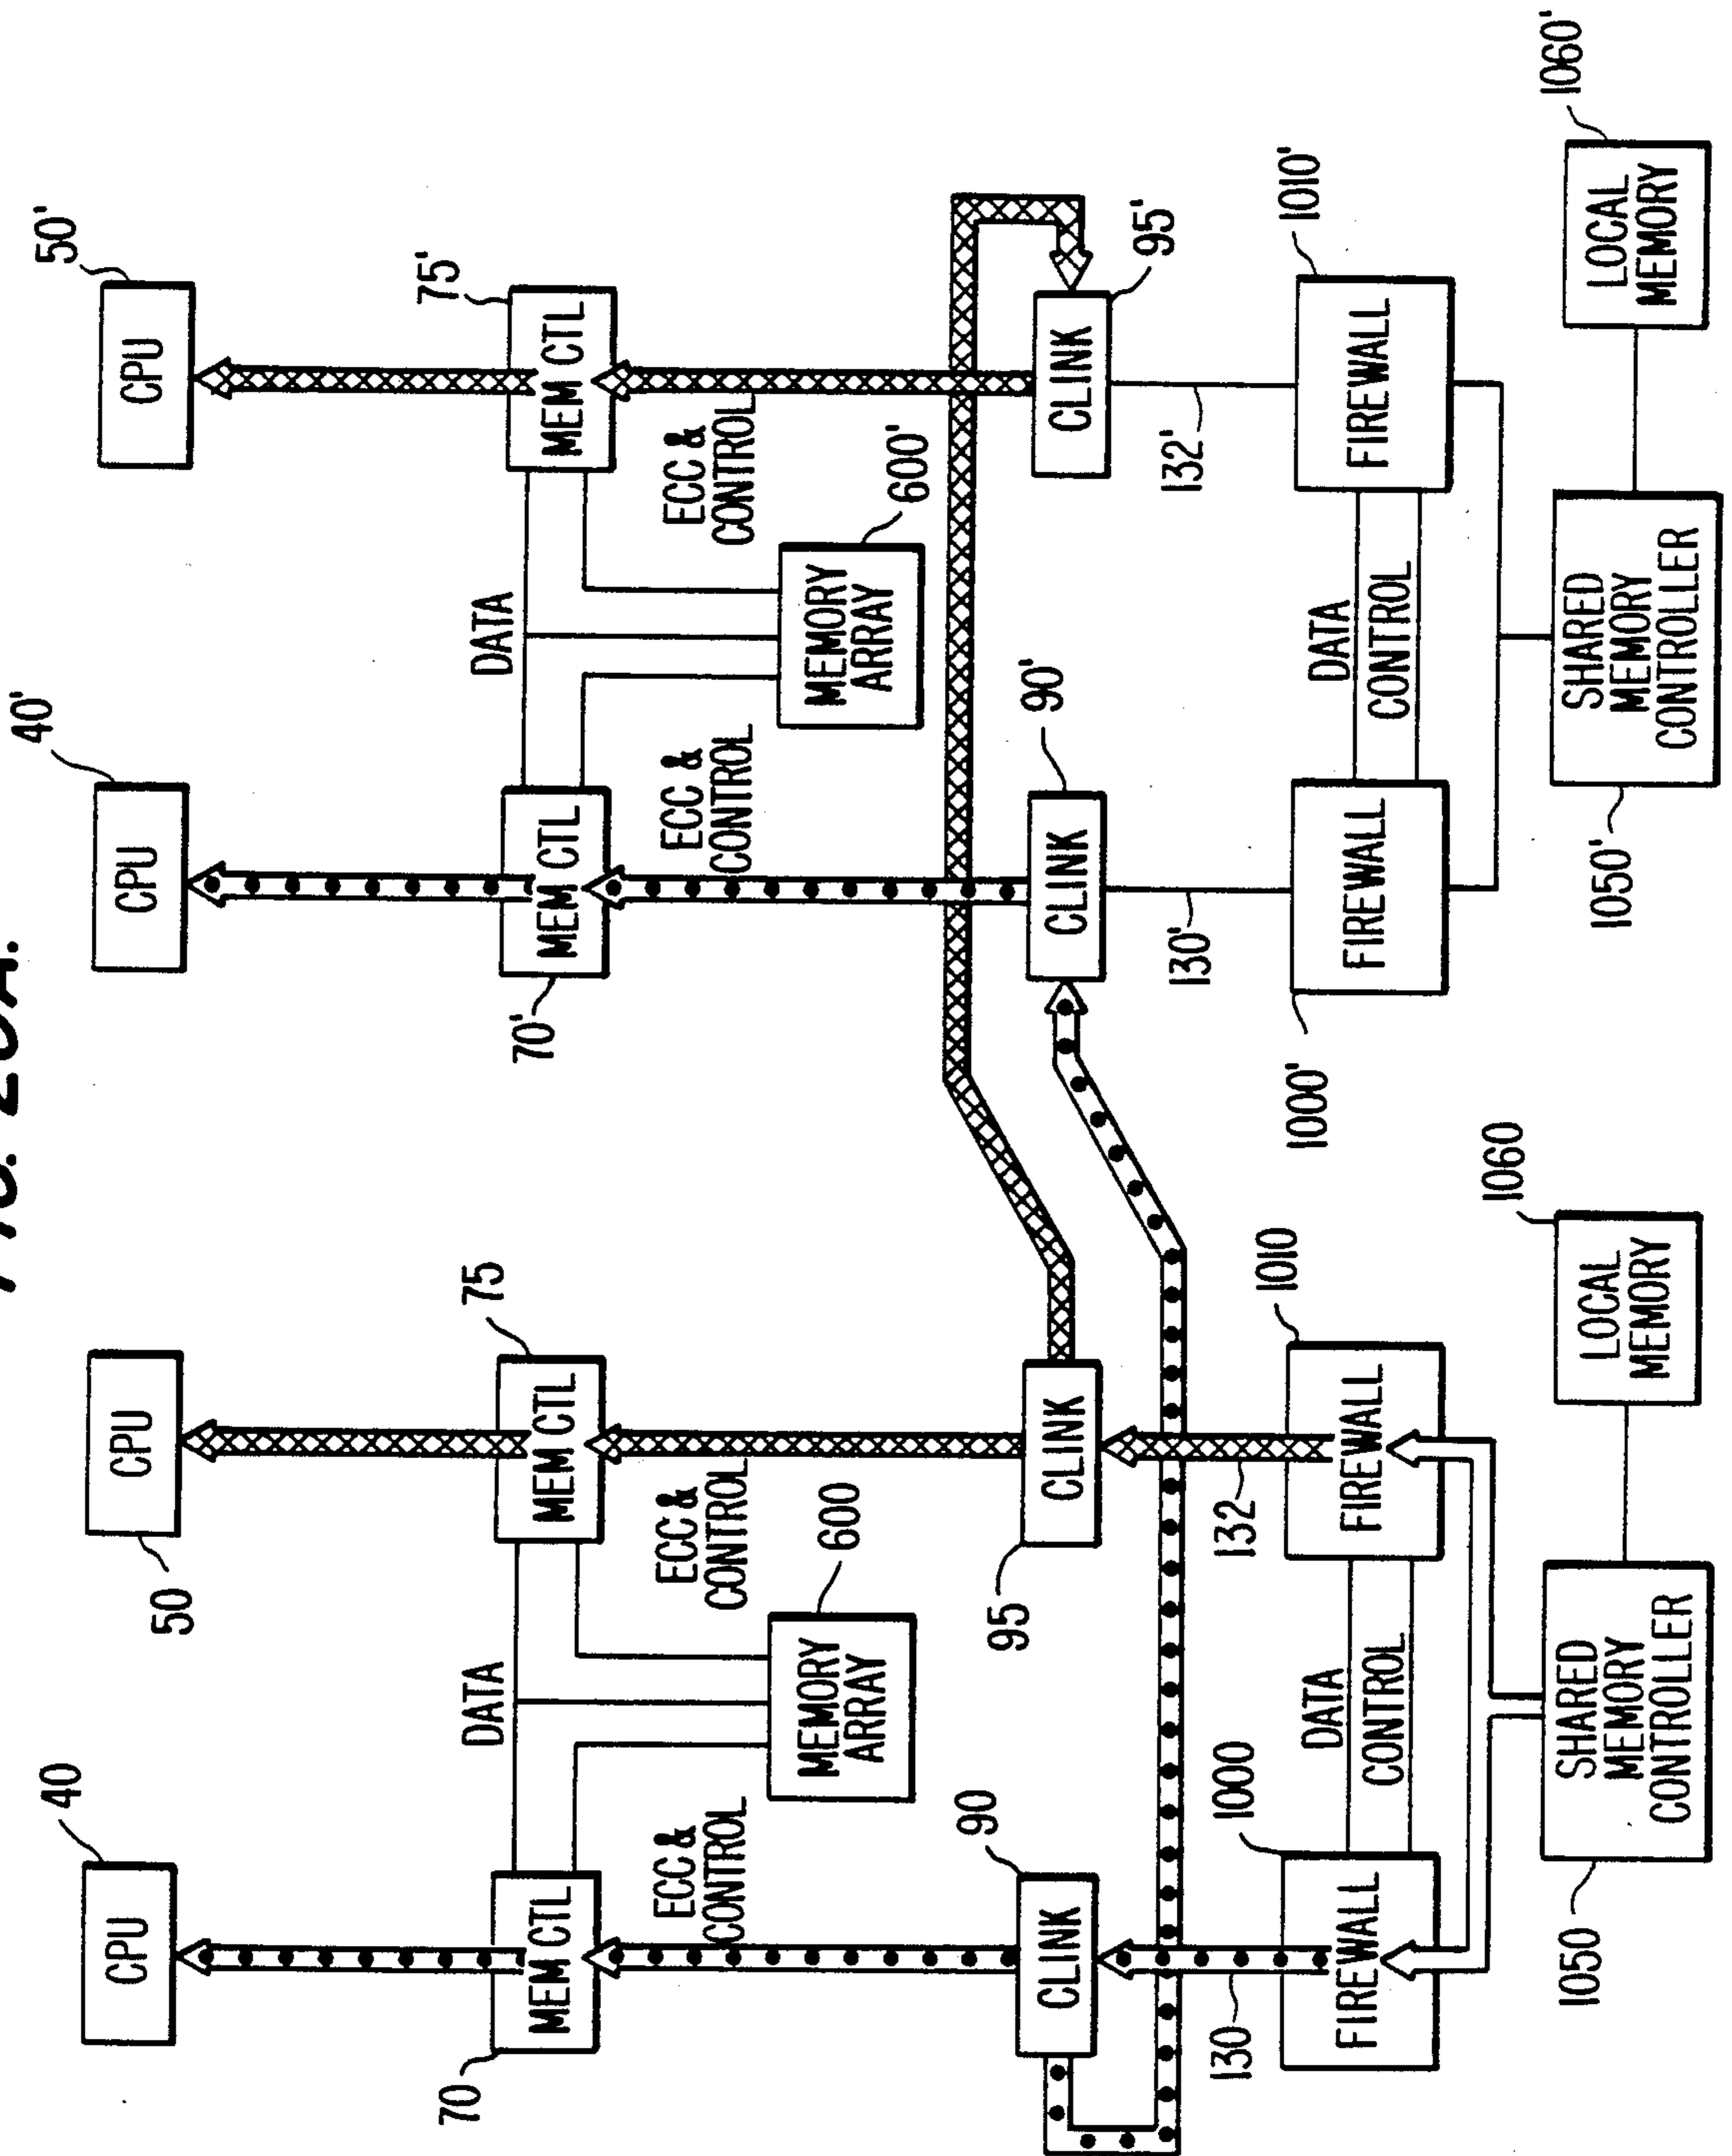 40
CPU
50
CPU
40'
CPU
50'
CPU
70
MEM CTL
DATA
75
MEM CTL
70'
MEM CTL
DATA
75'
MEM CTL
ECC &
CONTROL
ECC &
CONTROL
ECC &
CONTROL
ECC &
CONTROL
MEMORY
ARRAY
600
MEMORY
ARRAY
600'
90
CLINK
95
CLINK
90'
CLINK
95'
CLINK
130
132
130'
132'
1000
FIREWALL
DATA
CONTROL
1010
FIREWALL
1000'
FIREWALL
DATA
CONTROL
1010'
FIREWALL
1050
SHARED
MEMORY
CONTROLLER
1060
LOCAL
MEMORY
1050'
SHARED
MEMORY
CONTROLLER
1060'
LOCAL
MEMORY